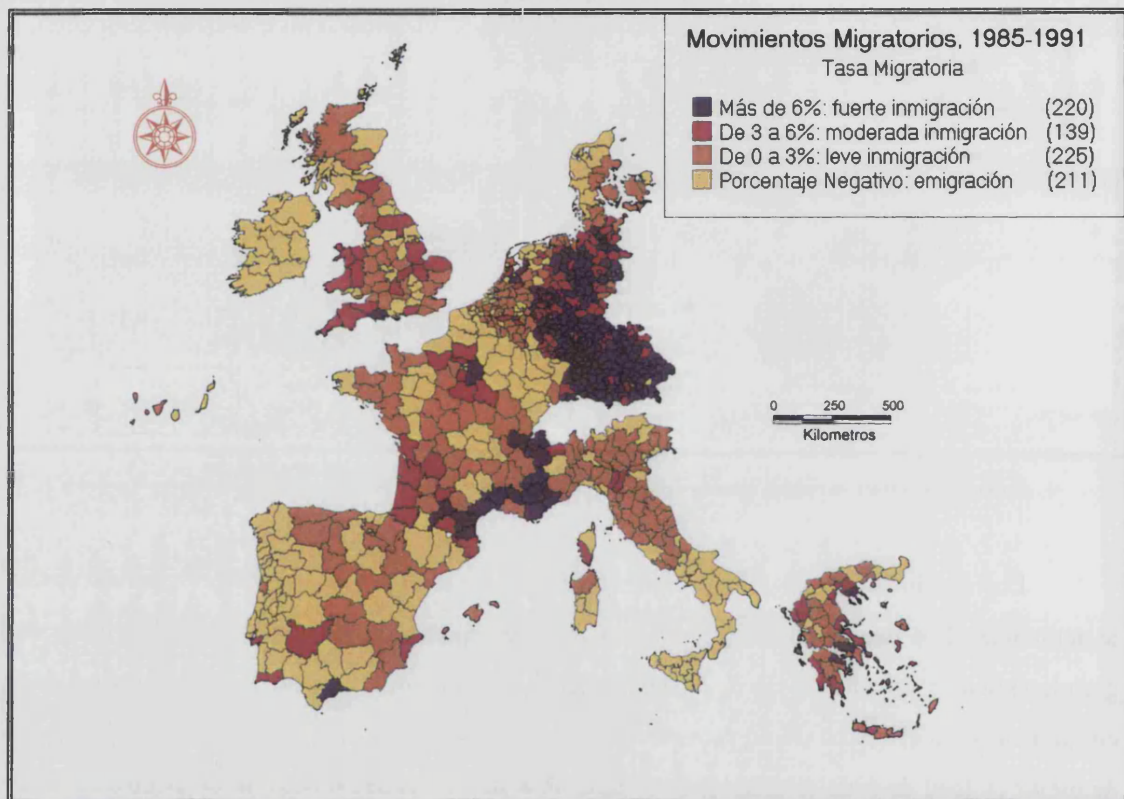 Movimientos Migratorios, 1985-1991
Tasa Migratoria
Más de 6%: fuerte inmigración (220)
De 3 a 6%: moderada inmigración (139)
De 0 a 3%: leve inmigración (225)
Porcentaje Negativo: emigración (211)
0 250 500
Kilometros